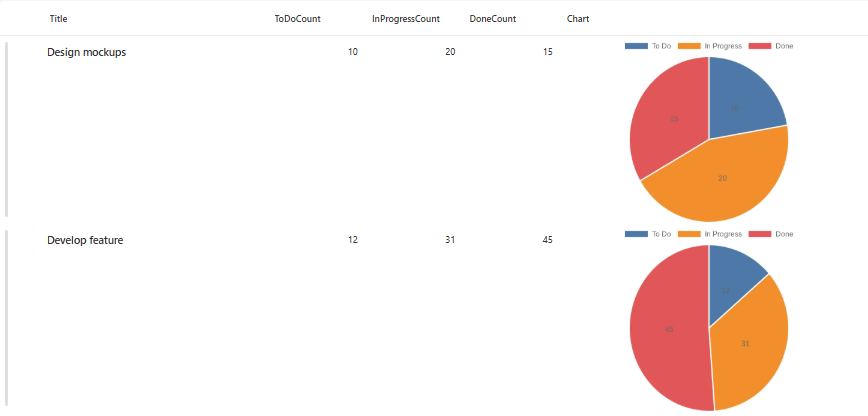 Title ToDoCount InProgressCount DoneCount Chart
To Do In Progress Done
Design mockups 10 20 15
10
15
20
To Do In Progress Done
Develop feature 12 31 45
12
45
31